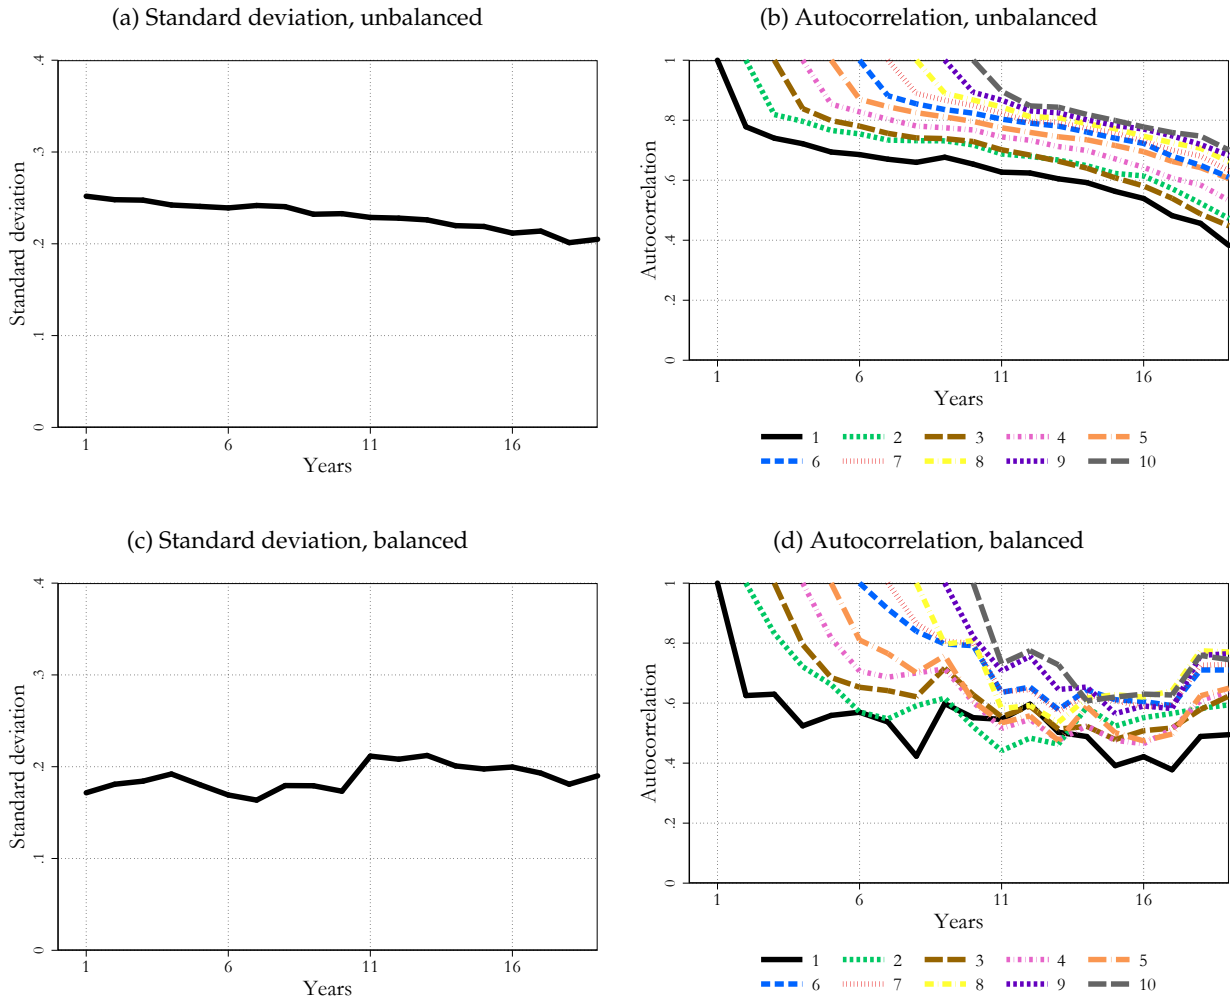 (a) Standard deviation, unbalanced
Standard deviation
.4
.3
.2
.1
0
1 6 11 16
Years
(b) Autocorrelation, unbalanced
Autocorrelation
1
.8
.6
.4
.2
0
1 6 11 16
Years
1 2 3 4 5
6 7 8 9 10
(c) Standard deviation, balanced
Standard deviation
.4
.3
.2
.1
0
1 6 11 16
Years
(d) Autocorrelation, balanced
Autocorrelation
1
.8
.6
.4
.2
0
1 6 11 16
Years
1 2 3 4 5
6 7 8 9 10